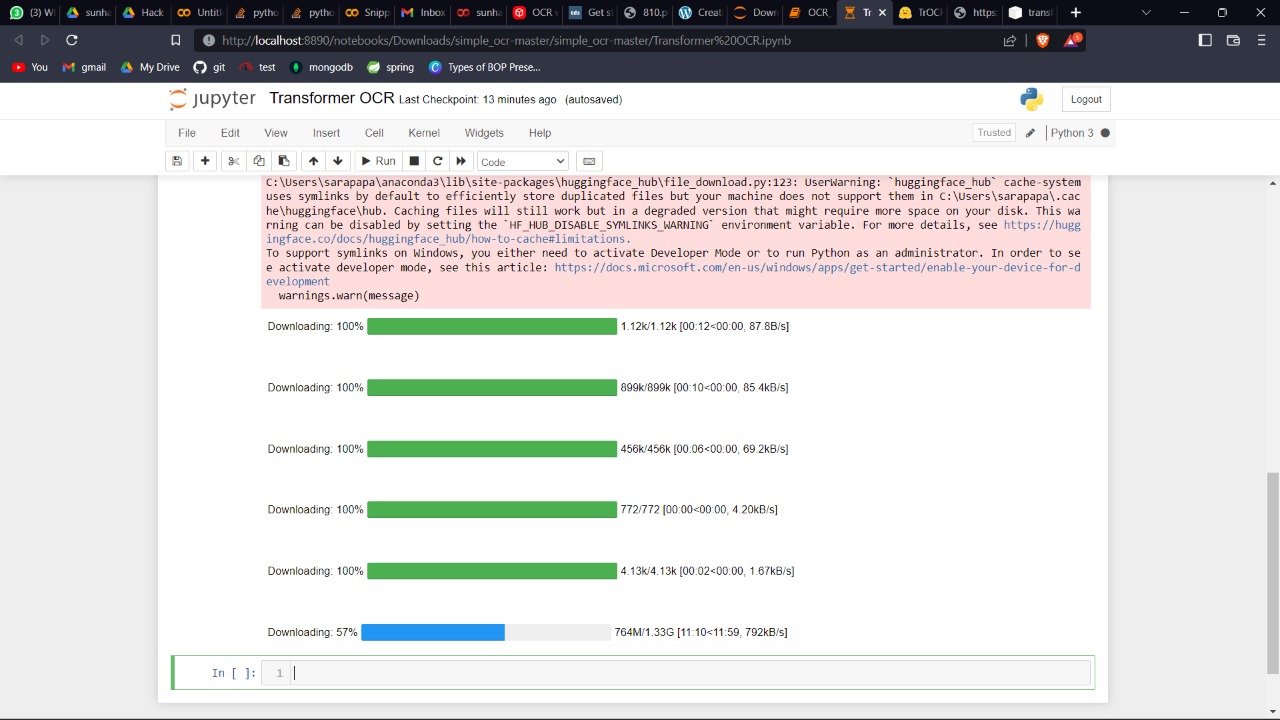 (3) WI
sunha
Hack
Untitl
pytho
pytho
Snipp
Inbox
sunha
OCR v
Get st
810.p
Creat
Down
OCR_
Tr
TrOCR
https:
transf
http://localhost:8890/notebooks/Downloads/simple_ocr-master/simple_ocr-master/Transformer%20OCR.ipynb
You gmail My Drive git test mongodb spring Types of BOP Prese...
jupyter Transformer OCR Last Checkpoint: 13 minutes ago (autosaved) Logout
File Edit View Insert Cell Kernel Widgets Help Trusted Python 3
Run Code
C:\Users\sarapapa\anaconda3\lib\site-packages\huggingface_hub\file_download.py:123: UserWarning: `huggingface_hub` cache-system
uses symlinks by default to efficiently store duplicated files but your machine does not support them in C:\Users\sarapapa\.cac
he\huggingface\hub. Caching files will still work but in a degraded version that might require more space on your disk. This wa
rning can be disabled by setting the `HF_HUB_DISABLE_SYMLINKS_WARNING` environment variable. For more details, see https://hugg
ingface.co/docs/huggingface_hub/how-to-cache#limitations.
To support symlinks on Windows, you either need to activate Developer Mode or to run Python as an administrator. In order to se
e activate developer mode, see this article: https://docs.microsoft.com/en-us/windows/apps/get-started/enable-your-device-for-d
evelopment
warnings.warn(message)
Downloading: 100% 1.12k/1.12k [00:12<00:00, 87.8B/s]
Downloading: 100% 899k/899k [00:10<00:00, 85.4kB/s]
Downloading: 100% 456k/456k [00:06<00:00, 69.2kB/s]
Downloading: 100% 772/772 [00:00<00:00, 4.20kB/s]
Downloading: 100% 4.13k/4.13k [00:02<00:00, 1.67kB/s]
Downloading: 57% 764M/1.33G [11:10<11:59, 792kB/s]
In [ ]: 1